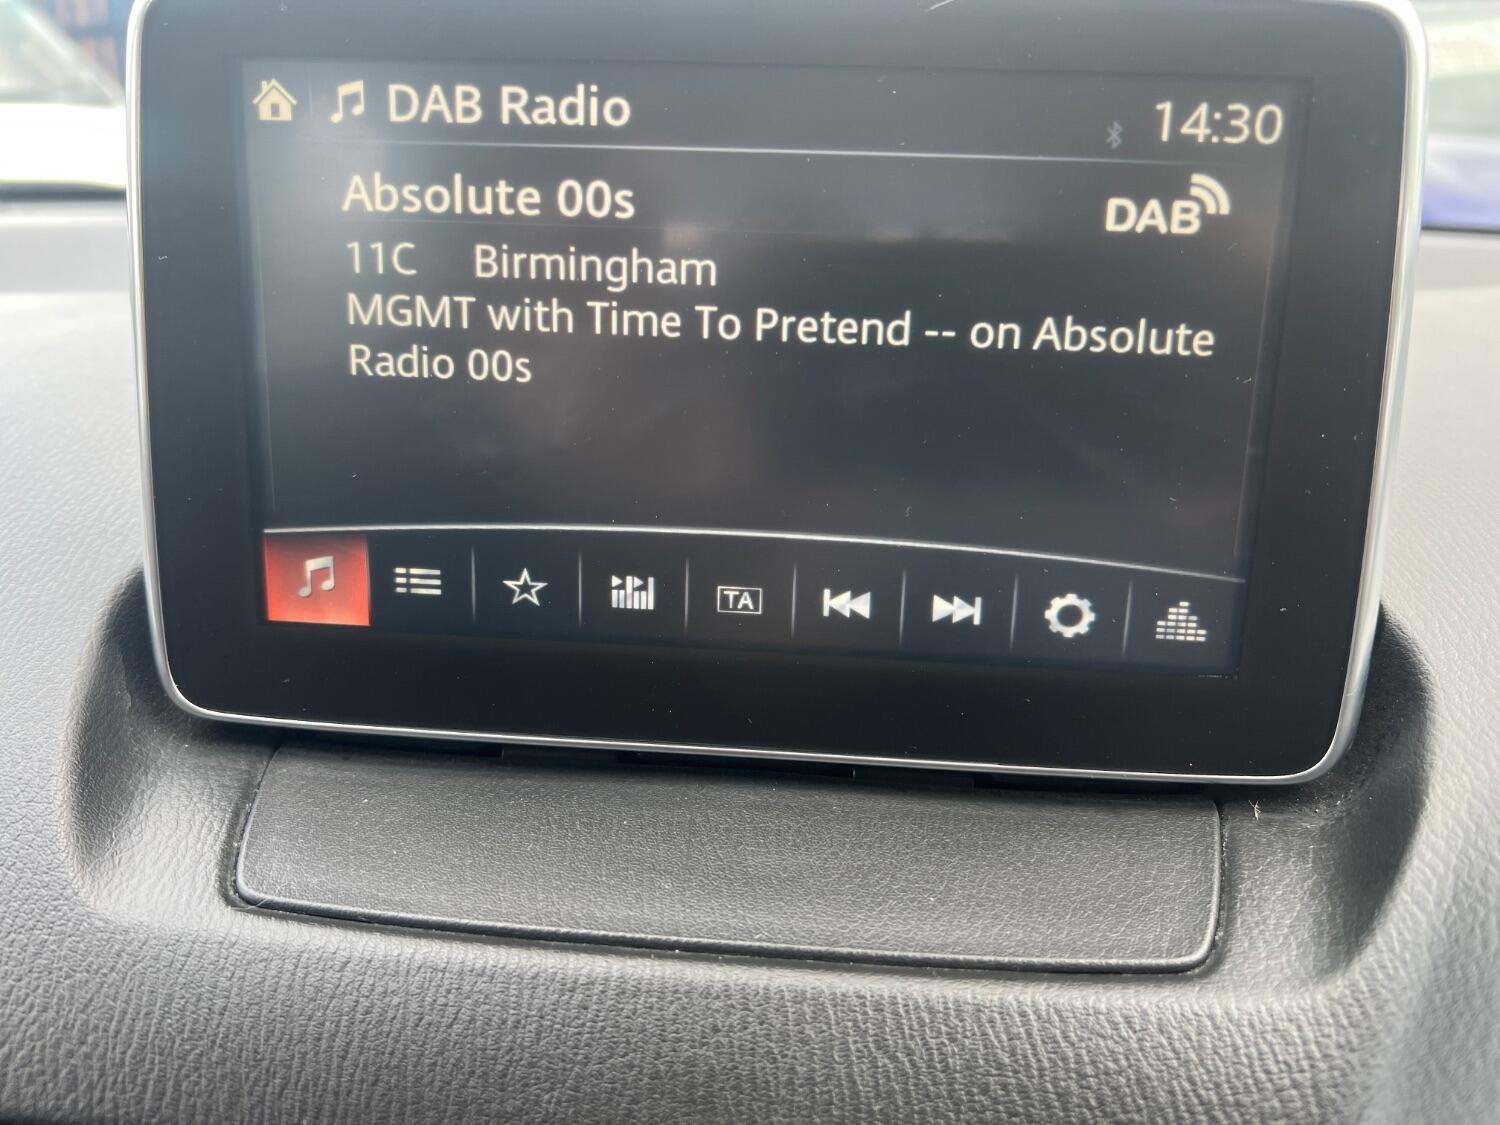 DAB Radio
14:30
Absolute 00s
DAB
11C Birmingham
MGMT with Time To Pretend -- on Absolute
Radio 00s
TA